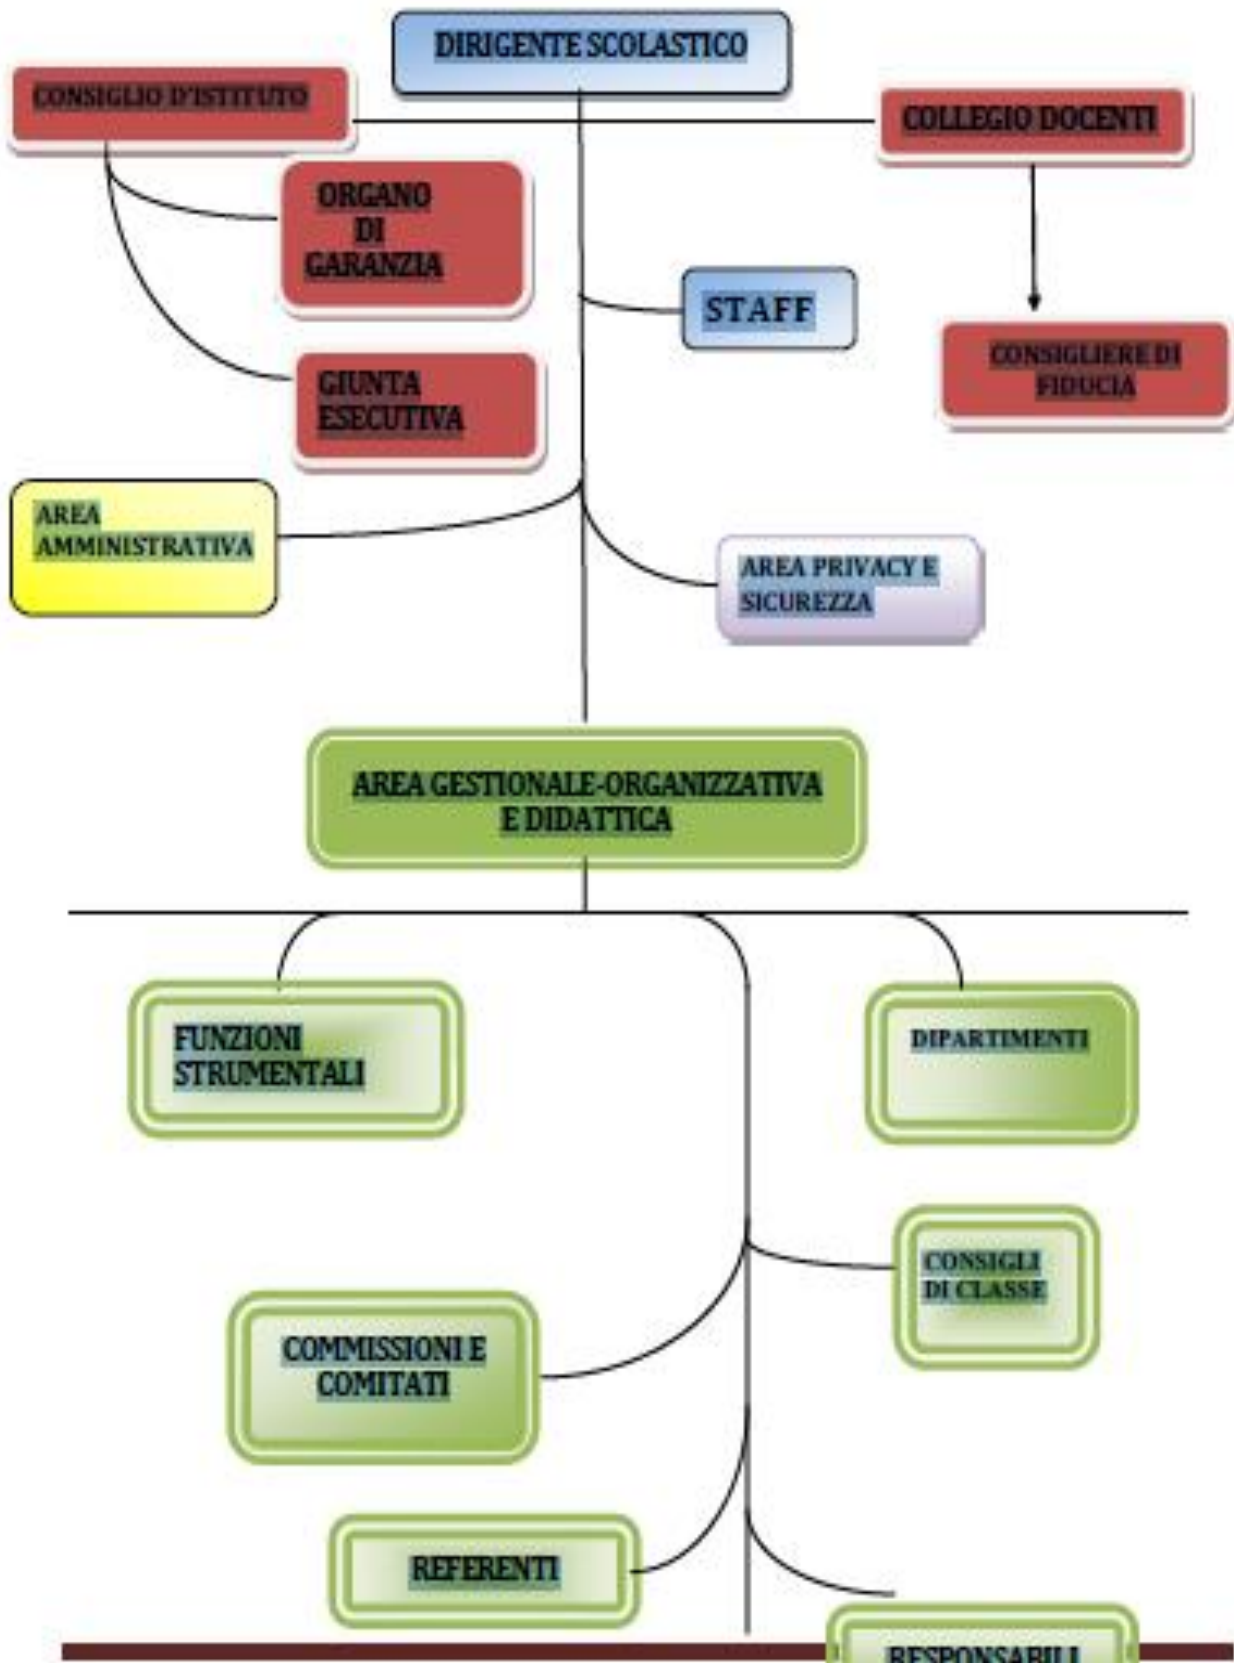 DIRIGENTE SCOLASTICO
CONSIGLIO D'ISTITUTO
COLLEGIO DOCENTI
ORGANO
DI
GARANZIA
STAFF
CONSIGLIERE DI
FIDUCIA
GIUNTA
ESECUTIVA
AREA
AMMINISTRATIVA
AREA PRIVACY E
SICUREZZA
AREA GESTIONALE-ORGANIZZATIVA
E DIDATTICA
FUNZIONI
STRUMENTALI
DIPARTIMENTI
CONSIGLI
DI CLASSE
COMMISSIONI E
COMITATI
REFERENTI
RESPONSABILI